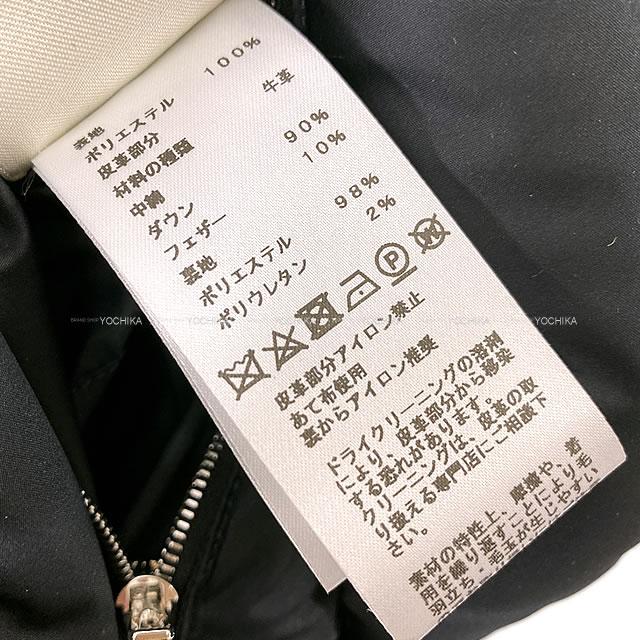 表地
ポリエステル 100%
皮革部分
材料の種類 牛革
中綿
ダウン 90%
フェザー 10%
裏地
ポリエステル 98%
ポリウレタン 2%
P W
皮革部分アイロン禁止
あて布使用
裏からアイロン推奨
ドライクリーニングの溶剤
により、皮革部分から移染
する恐れがあります。
クリーニングは、皮革の取
り扱える専門店にご相談下
さい。
素材の特性上、摩擦や、着
用を繰り返すことにより毛
羽立ち・毛玉が生じやすい
BRAND SHOP YOCHIKA
YOCHIKA